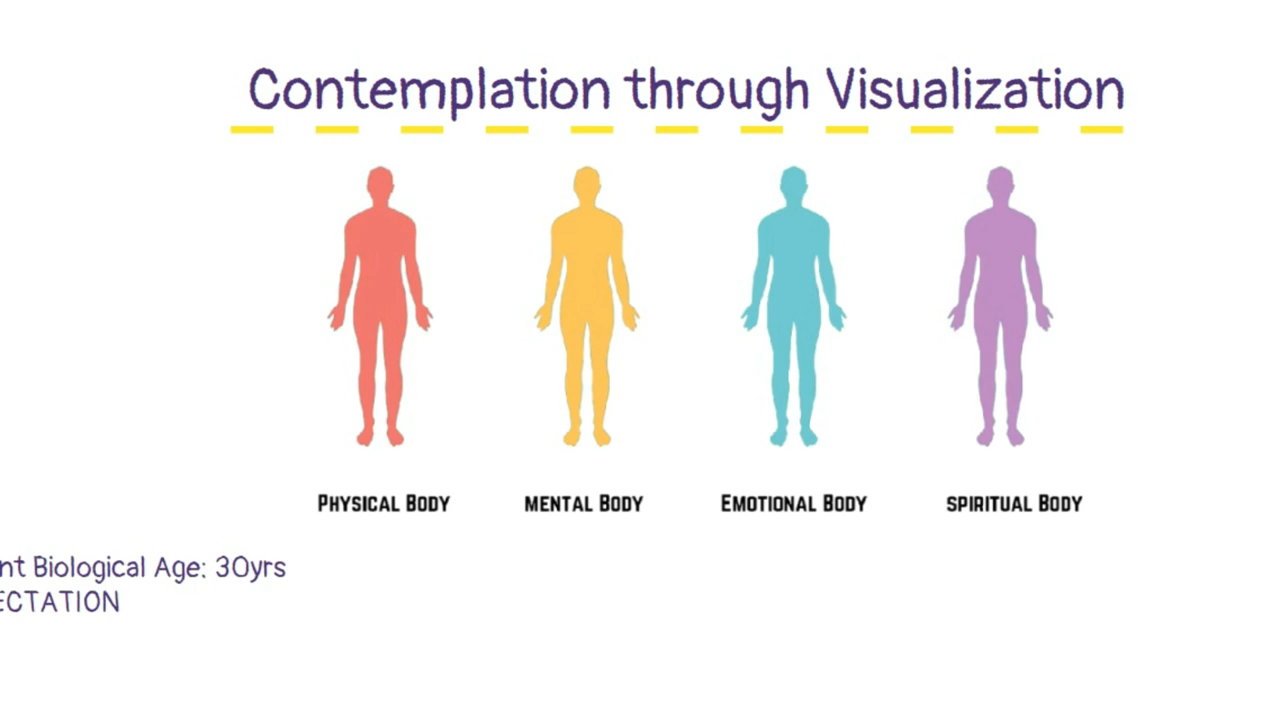 Contemplation through Visualization
PHYSICAL BODY
MENTAL BODY
EMOTIONAL BODY
SPIRITUAL BODY
nt Biological Age: 30yrs
ECTATION